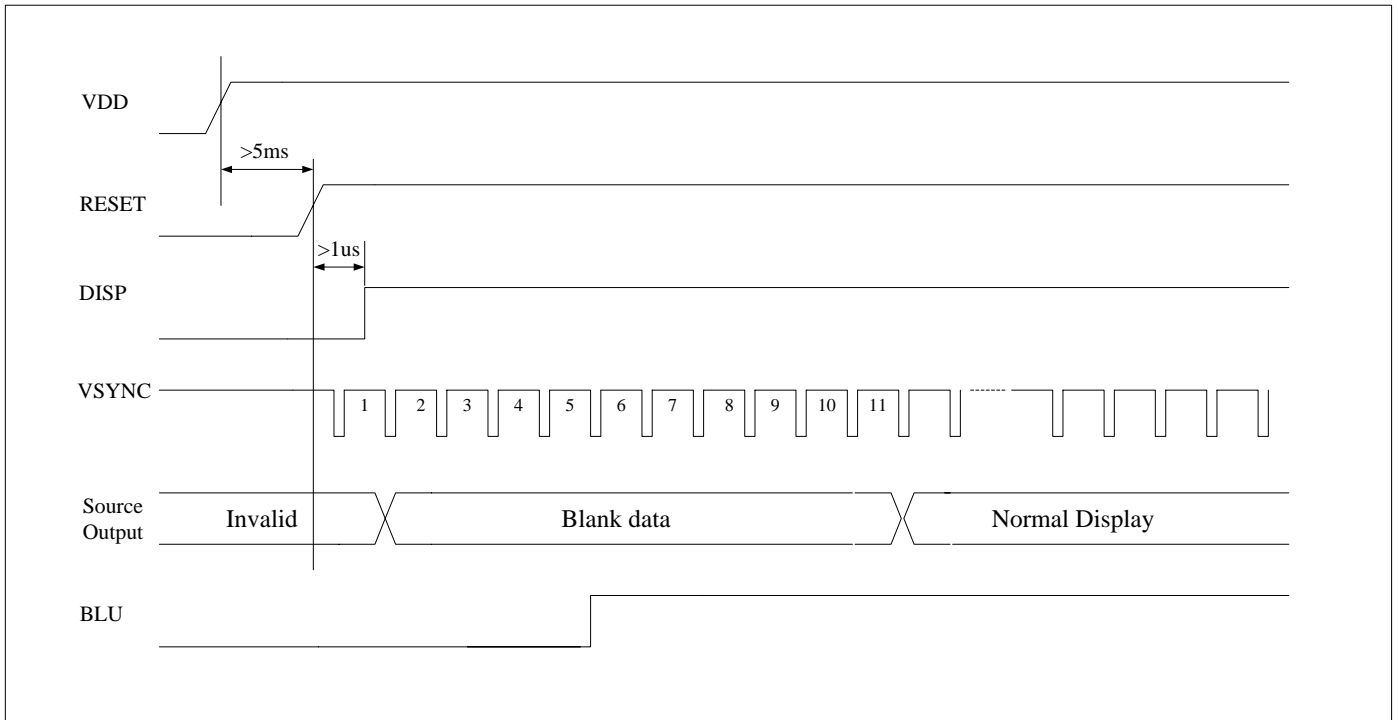 VDD
>5ms
RESET
>1us
DISP
VSYNC
1 2 3 4 5 6 7 8 9 10 11
Source
Output
Invalid
Blank data
Normal Display
BLU